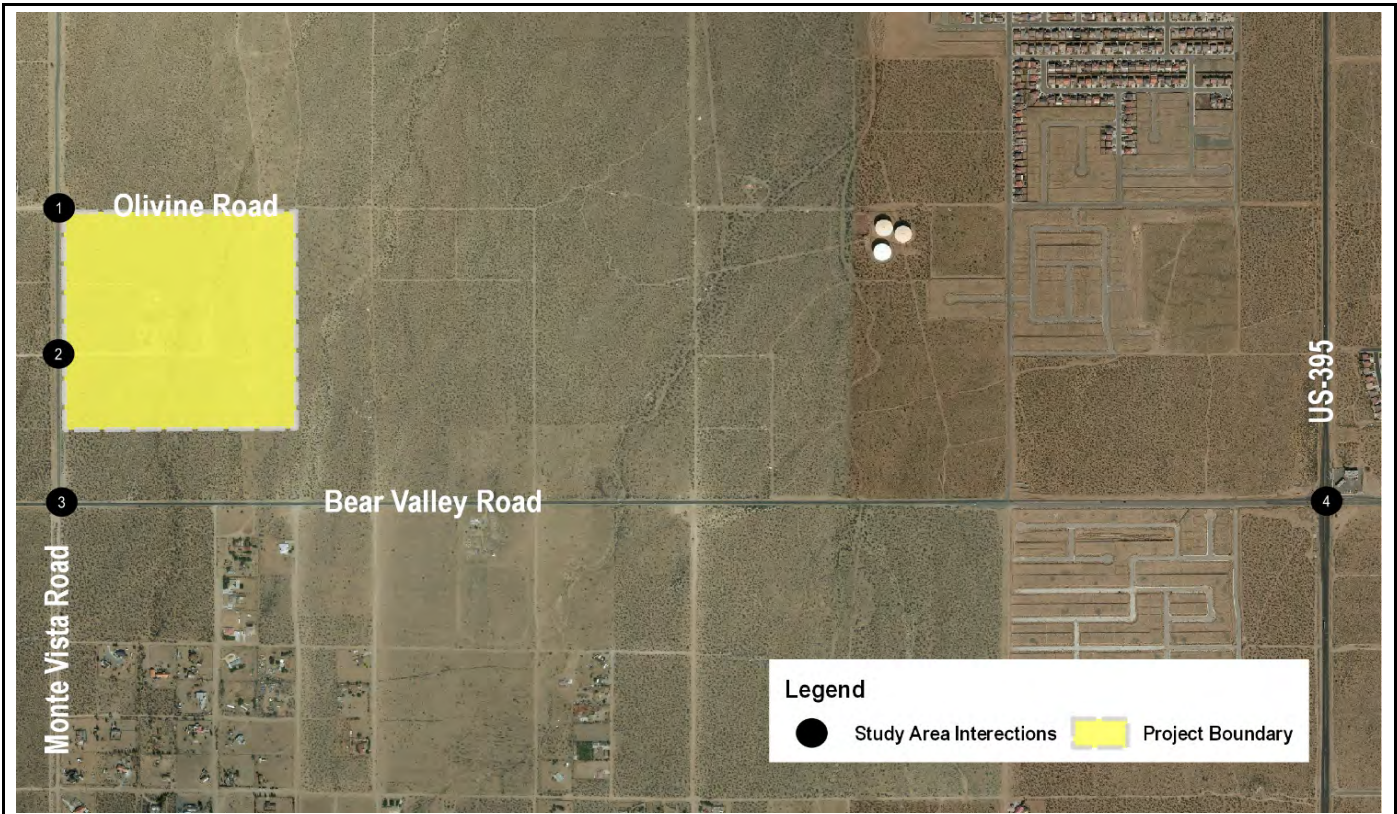 Olivine Road
1
2
US-395
Bear Valley Road
3
4
Monte Vista Road
Legend
Study Area Interections
Project Boundary